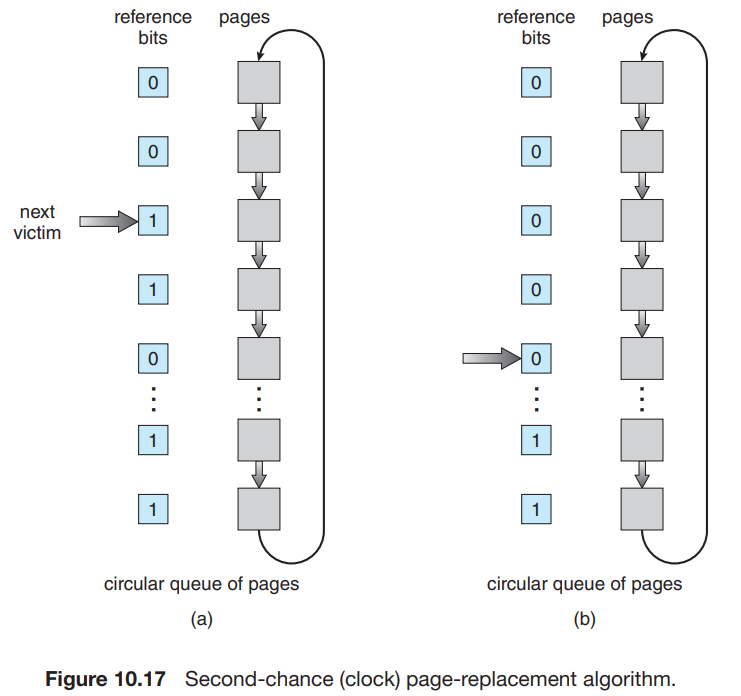 reference pages
bits
0
0
next victim
1
1
0
1
1
circular queue of pages
(a)
reference pages
bits
0
0
0
0
0
1
1
circular queue of pages
(b)
Figure 10.17 Second-chance (clock) page-replacement algorithm.